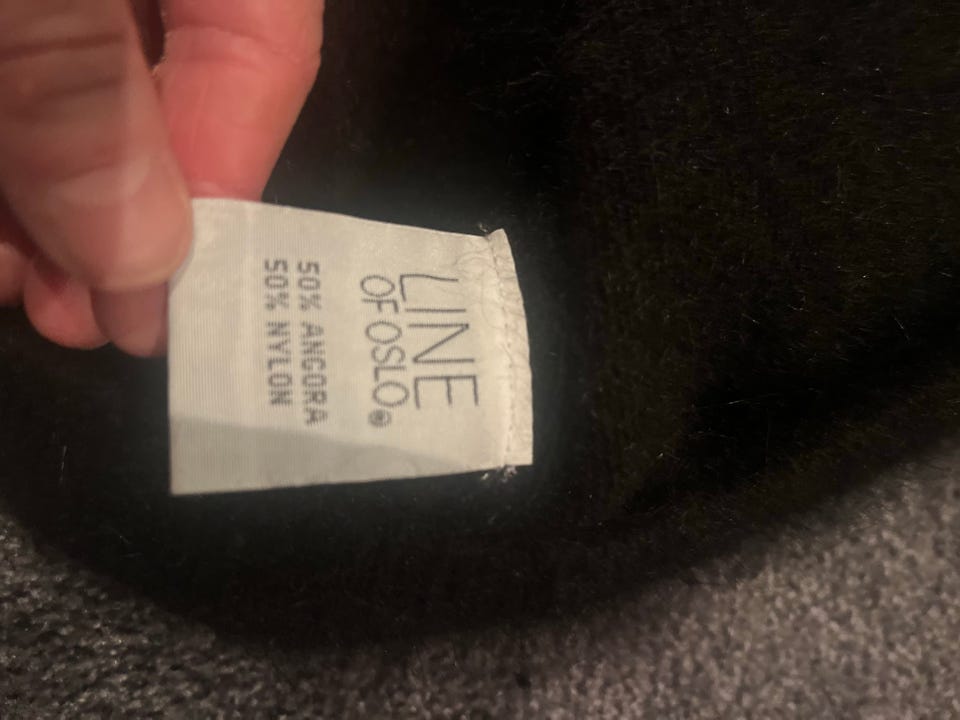 LINE
OF OSLO®
50% ANGORA
50% NYLON